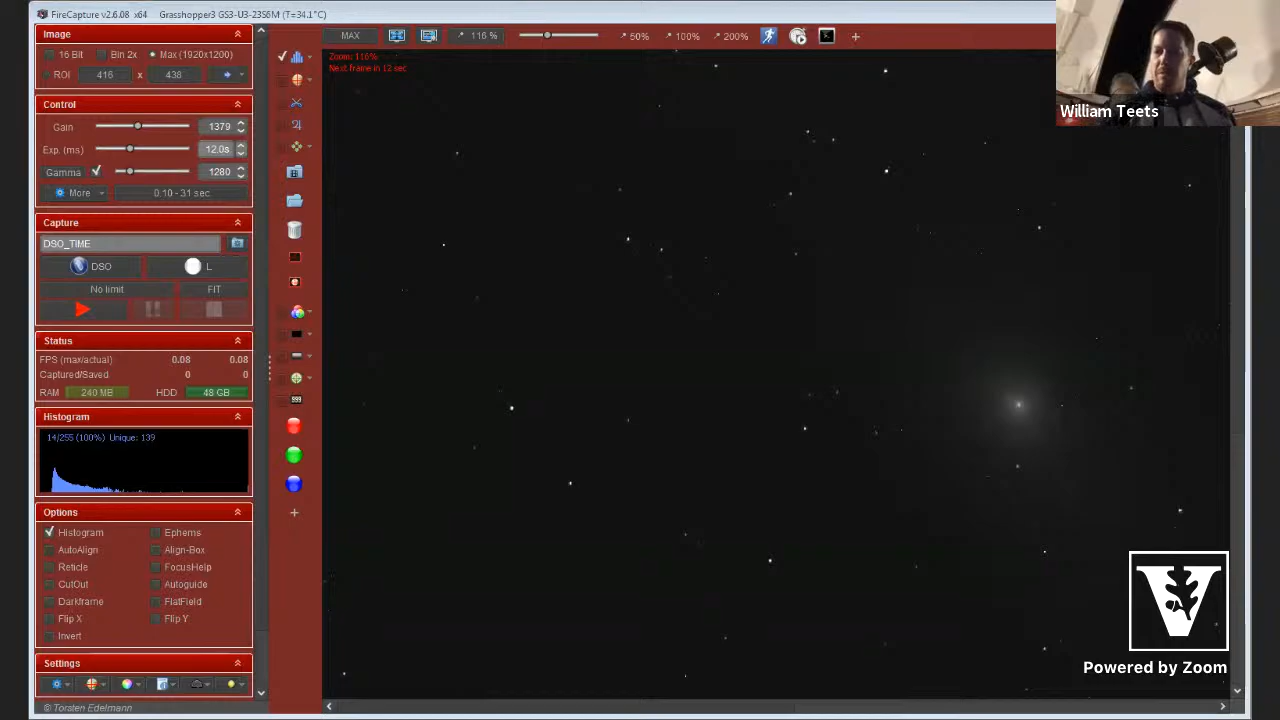 FireCapture v2.6.08 x64 Grasshopper3 GS3-U3-23S6M (T=34.1°C)
Image
16 Bit Bin 2x Max (1920x1200)
ROI 416 x 438
Control
Gain 1379
Exp. (ms) 12.0s
Gamma 1280
More 0.10 - 31 sec
Capture
DSO_TIME
DSO L
No limit FIT
Status
FPS (max/actual) 0.08 0.08
Captured/Saved 0 0
RAM 240 MB HDD 48 GB
Histogram
14/255 (100%) Unique: 139
Options
Histogram Ephems
AutoAlign Align-Box
Reticle FocusHelp
CutOut Autoguide
Darkframe FlatField
Flip X Flip Y
Invert
Settings
© Torsten Edelmann
MAX 116 % 50% 100% 200%
Zoom: 116%
Next frame in 12 sec
999
William Teets
V
Powered by Zoom